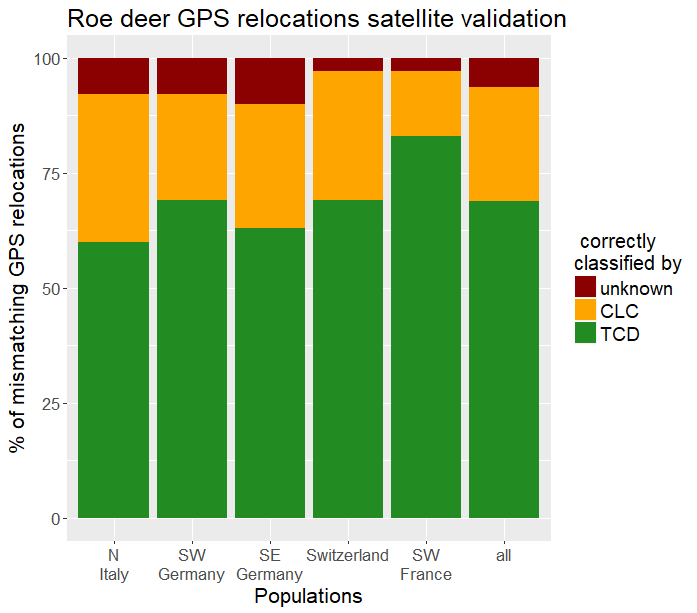 Roe deer GPS relocations satellite validation
% of mismatching GPS relocations
100
75
50
25
0
N
Italy
SW
Germany
SE
Germany
Switzerland
SW
France
all
Populations
correctly
classified by
unknown
CLC
TCD